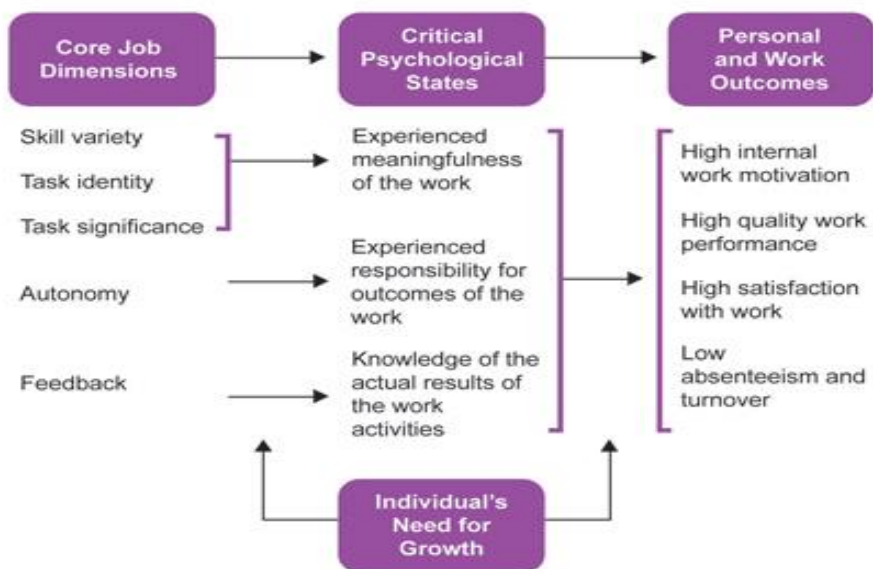 Core Job
Dimensions
Critical
Psychological
States
Personal
and Work
Outcomes
Skill variety
Task identity
Task significance
Experienced
meaningfulness
of the work
High internal
work motivation
High quality work
performance
Autonomy
Experienced
responsibility for
outcomes of the
work
High satisfaction
with work
Feedback
Knowledge of the
actual results of
the work
activities
Low
absenteeism and
turnover
Individual's
Need for
Growth